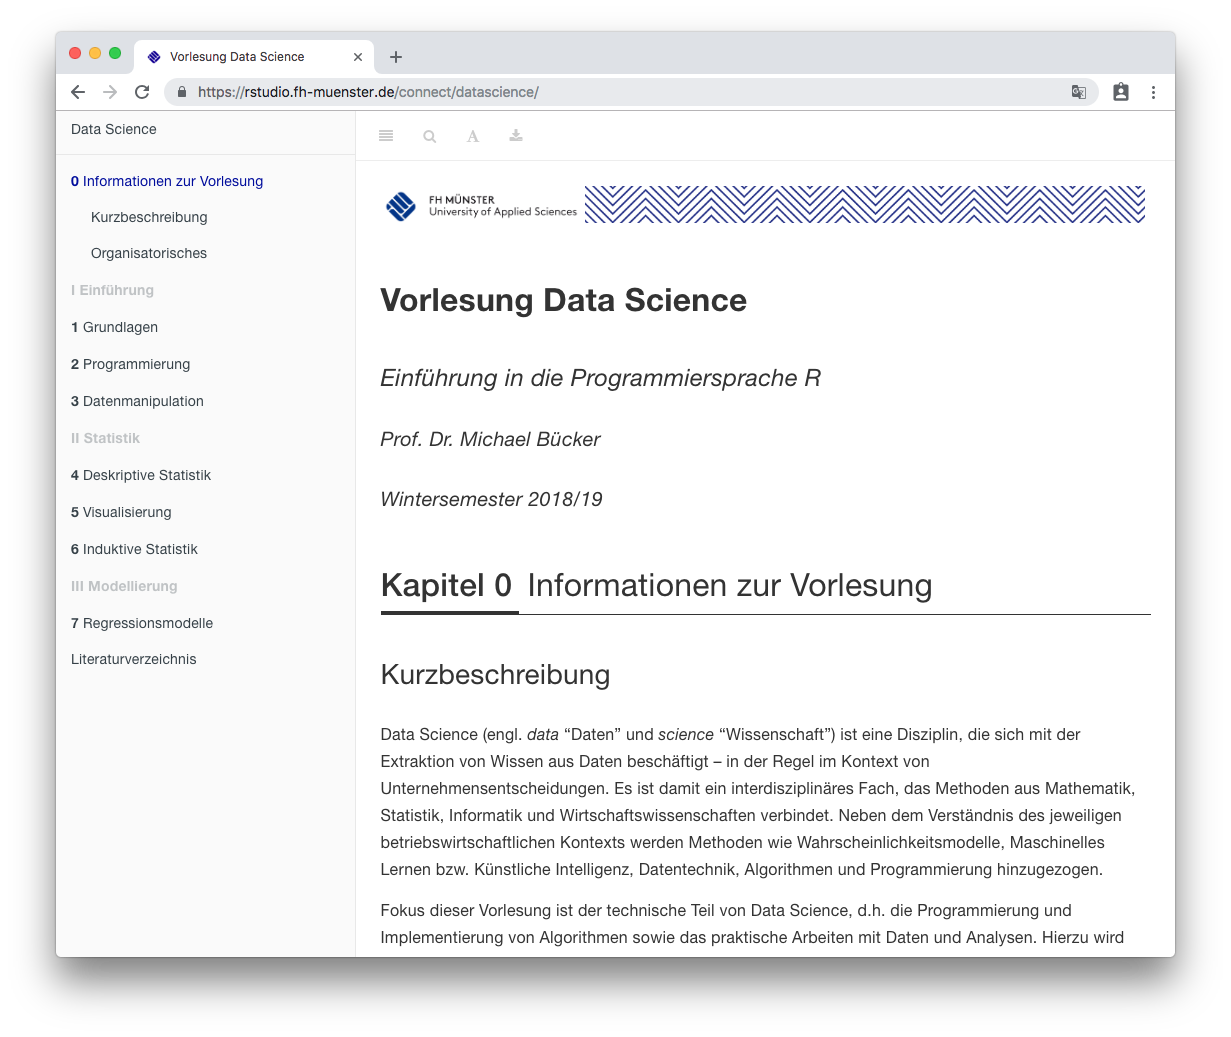 Vorlesung Data Science
https://rstudio.fh-muenster.de/connect/datascience/
Data Science
0 Informationen zur Vorlesung
Kurzbeschreibung
Organisatorisches
I Einführung
1 Grundlagen
2 Programmierung
3 Datenmanipulation
II Statistik
4 Deskriptive Statistik
5 Visualisierung
6 Induktive Statistik
III Modellierung
7 Regressionsmodelle
Literaturverzeichnis
A
FH MÜNSTER
University of Applied Sciences
Vorlesung Data Science
Einführung in die Programmiersprache R
Prof. Dr. Michael Bücker
Wintersemester 2018/19
Kapitel 0 Informationen zur Vorlesung
Kurzbeschreibung
Data Science (engl. data “Daten” und science “Wissenschaft”) ist eine Disziplin, die sich mit der
Extraktion von Wissen aus Daten beschäftigt – in der Regel im Kontext von
Unternehmensentscheidungen. Es ist damit ein interdisziplinäres Fach, das Methoden aus Mathematik,
Statistik, Informatik und Wirtschaftswissenschaften verbindet. Neben dem Verständnis des jeweiligen
betriebswirtschaftlichen Kontexts werden Methoden wie Wahrscheinlichkeitsmodelle, Maschinelles
Lernen bzw. Künstliche Intelligenz, Datentechnik, Algorithmen und Programmierung hinzugezogen.
Fokus dieser Vorlesung ist der technische Teil von Data Science, d.h. die Programmierung und
Implementierung von Algorithmen sowie das praktische Arbeiten mit Daten und Analysen. Hierzu wird